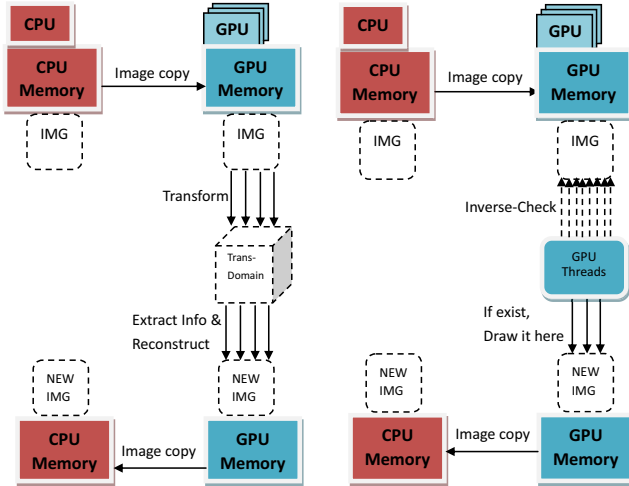 CPU
CPU
Memory
IMG
Image copy
GPU
GPU
Memory
IMG
Transform
Trans-
Domain
Extract Info &
Reconstruct
NEW
IMG
CPU
Memory
Image copy
NEW
IMG
GPU
Memory
CPU
CPU
Memory
IMG
Image copy
GPU
GPU
Memory
IMG
Inverse-Check
GPU
Threads
If exist,
Draw it here
NEW
IMG
CPU
Memory
Image copy
NEW
IMG
GPU
Memory